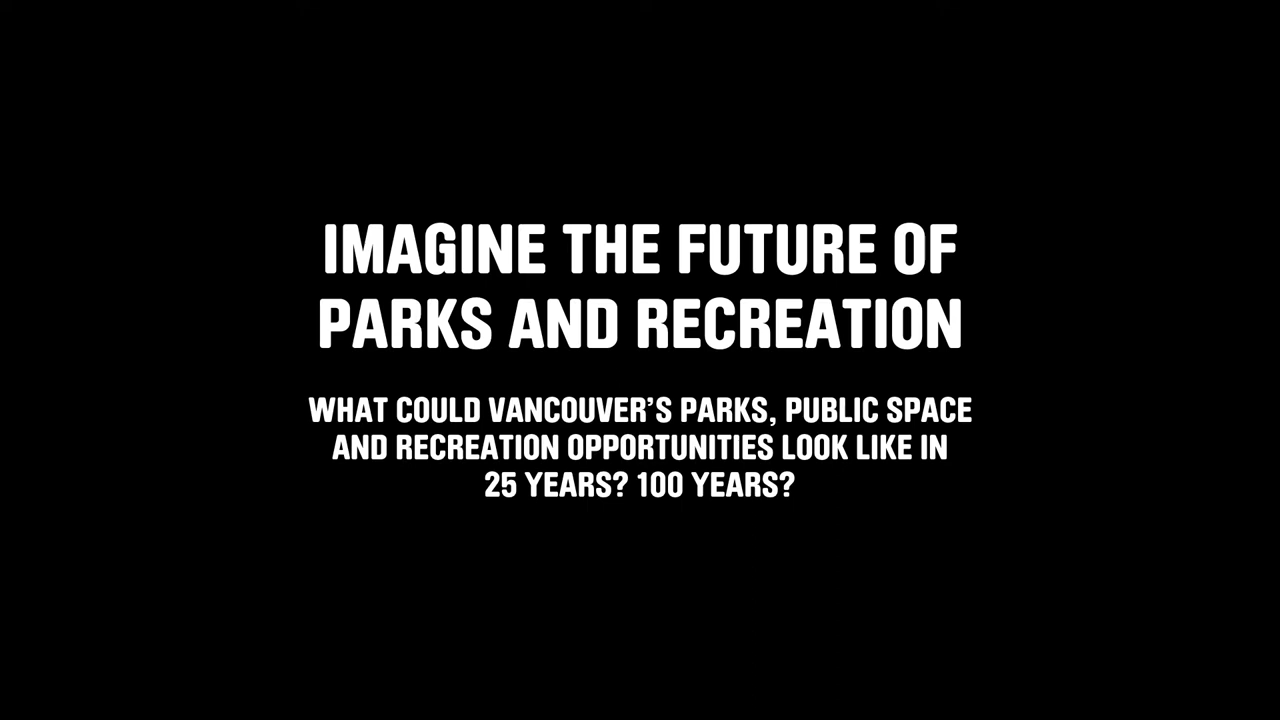 IMAGINE THE FUTURE OF
PARKS AND RECREATION
WHAT COULD VANCOUVER’S PARKS, PUBLIC SPACE
AND RECREATION OPPORTUNITIES LOOK LIKE IN
25 YEARS? 100 YEARS?